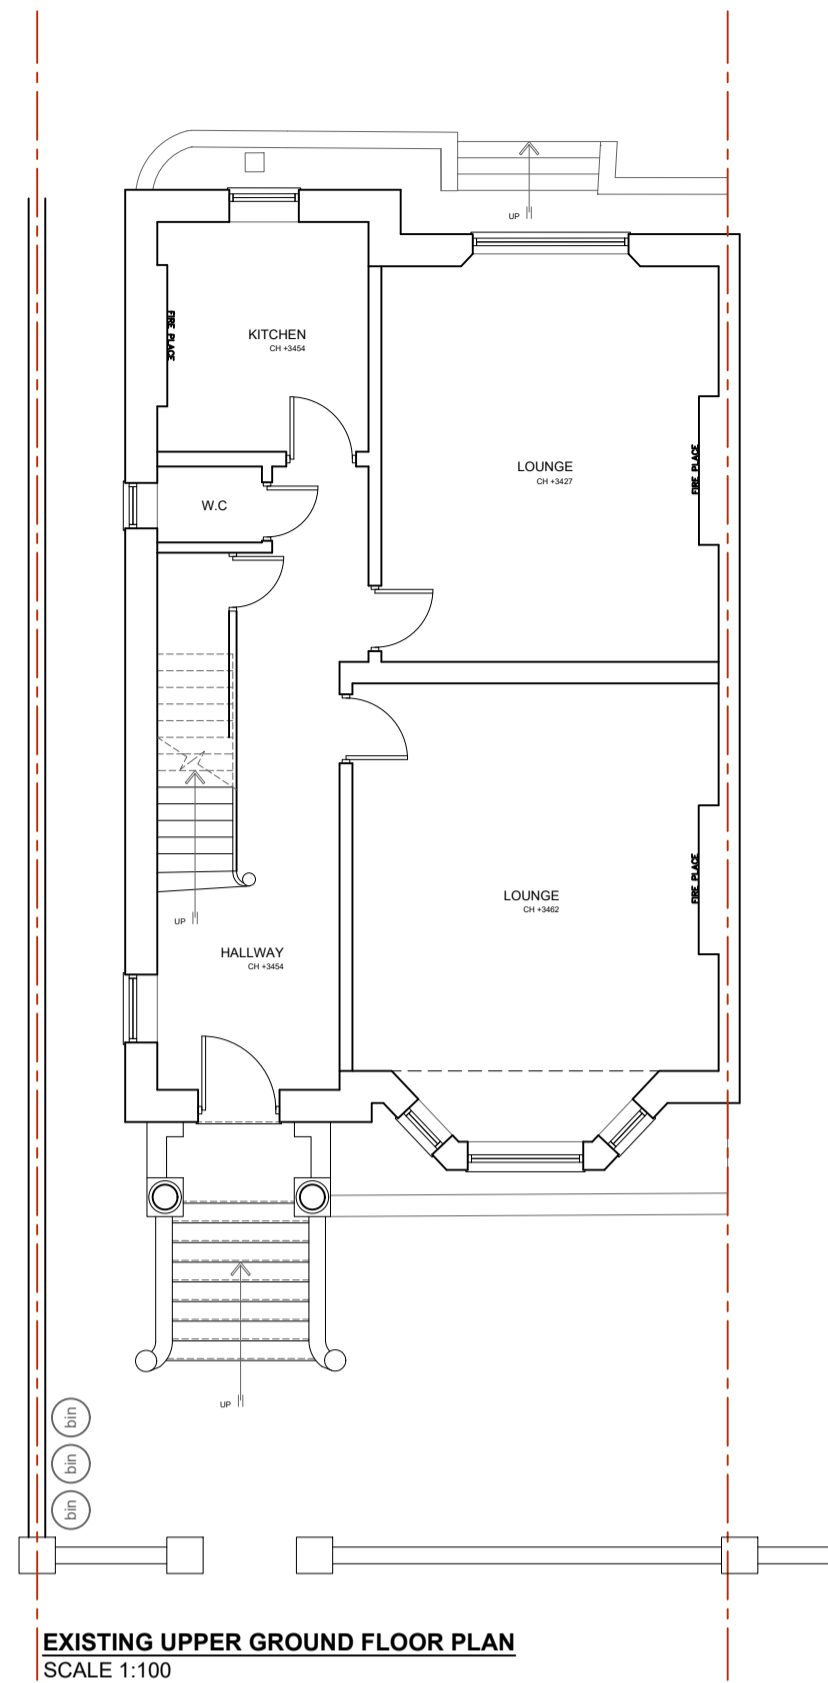 UP
FIRE PLACE
KITCHEN
CH +3454
LOUNGE
CH +3427
FIRE PLACE
W.C
LOUNGE
CH +3462
FIRE PLACE
UP
HALLWAY
CH +3454
UP
bin
bin
bin
EXISTING UPPER GROUND FLOOR PLAN
SCALE 1:100